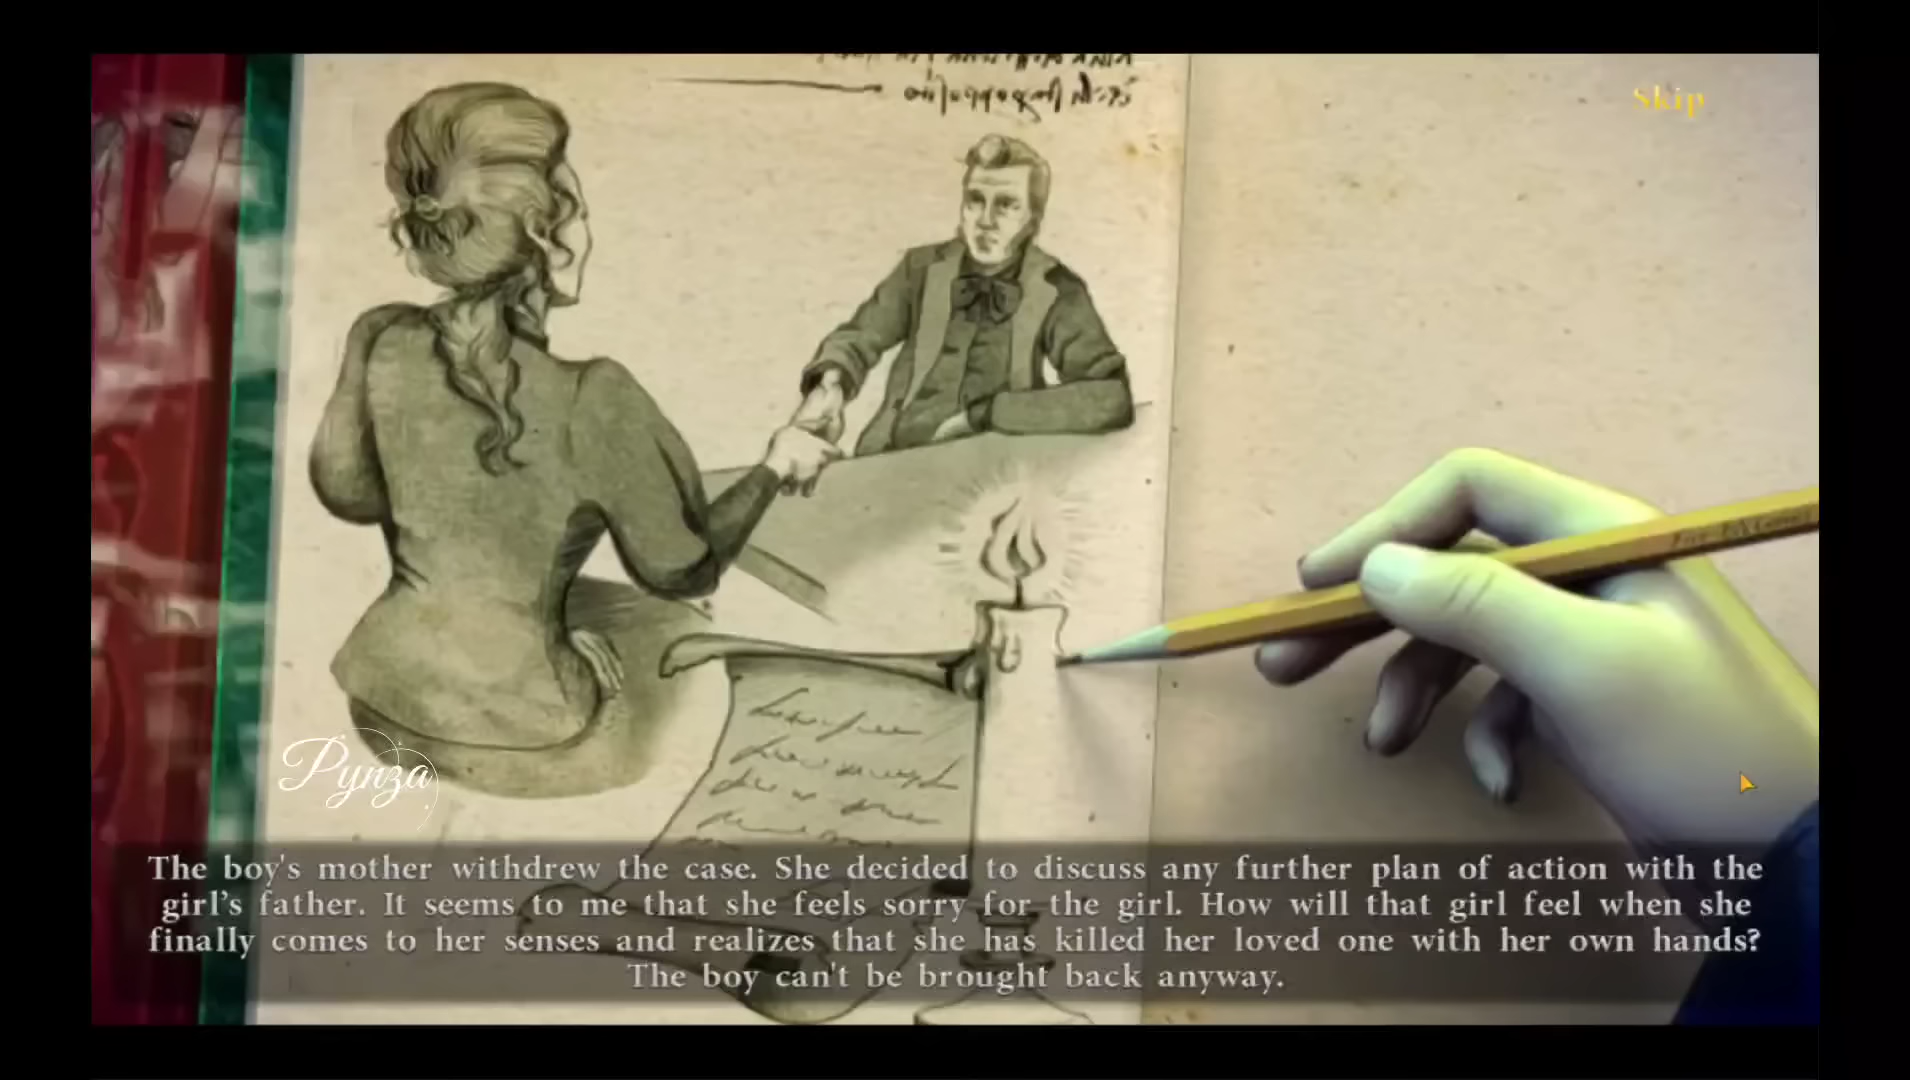 Skip
Pynza
The boy's mother withdrew the case. She decided to discuss any further plan of action with the
girl's father. It seems to me that she feels sorry for the girl. How will that girl feel when she
finally comes to her senses and realizes that she has killed her loved one with her own hands?
The boy can't be brought back anyway.